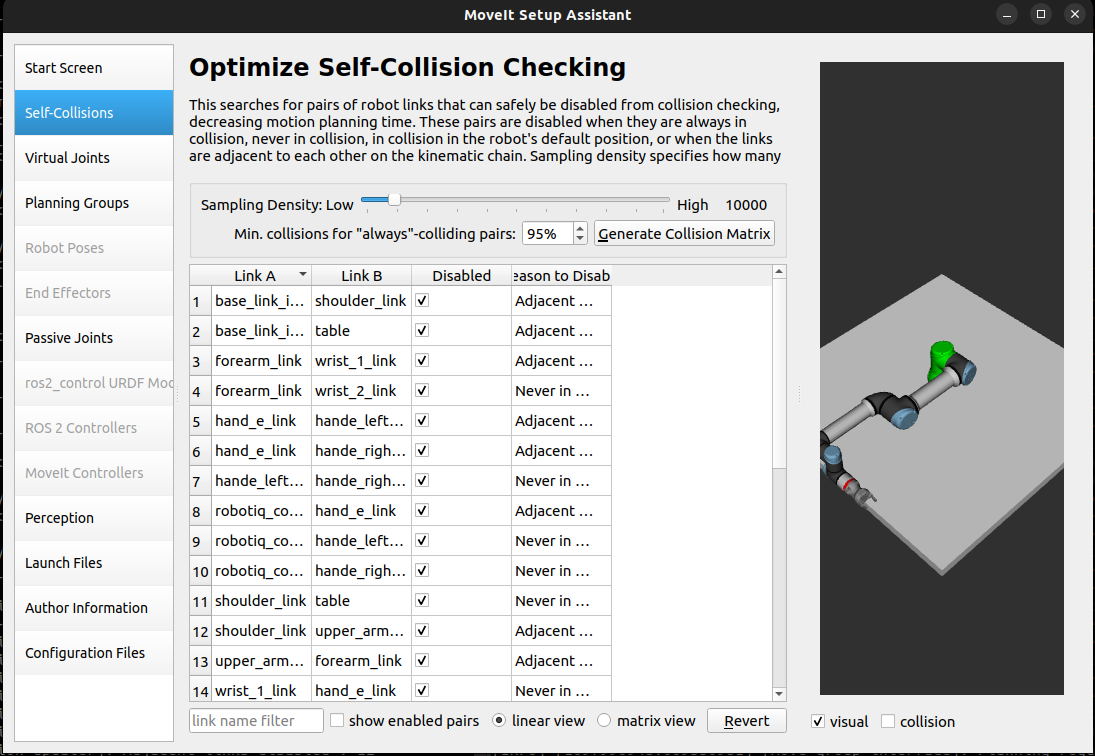 MoveIt Setup Assistant
Start Screen
Self-Collisions
Virtual Joints
Planning Groups
Robot Poses
End Effectors
Passive Joints
ros2_control URDF Mod
ROS 2 Controllers
MoveIt Controllers
Perception
Launch Files
Author Information
Configuration Files
Optimize Self-Collision Checking
This searches for pairs of robot links that can safely be disabled from collision checking,
decreasing motion planning time. These pairs are disabled when they are always in
collision, never in collision, in collision in the robot's default position, or when the links
are adjacent to each other on the kinematic chain. Sampling density specifies how many
Sampling Density: Low High 10000
Min. collisions for "always"-colliding pairs: 95% Generate Collision Matrix
Link A Link B Disabled eason to Disab
1 base_link_i... shoulder_link Adjacent ...
2 base_link_i... table Adjacent ...
3 forearm_link wrist_1_link Adjacent ...
4 forearm_link wrist_2_link Never in ...
5 hand_e_link hande_left... Adjacent ...
6 hand_e_link hande_righ... Adjacent ...
7 hande_left... hande_righ... Never in ...
8 robotiq_co... hand_e_link Adjacent ...
9 robotiq_co... hande_left... Never in ...
10 robotiq_co... hande_righ... Never in ...
11 shoulder_link table Never in ...
12 shoulder_link upper_arm... Adjacent ...
13 upper_arm... forearm_link Adjacent ...
14 wrist_1_link hand_e_link Never in ...
link name filter show enabled pairs linear view matrix view Revert
visual collision